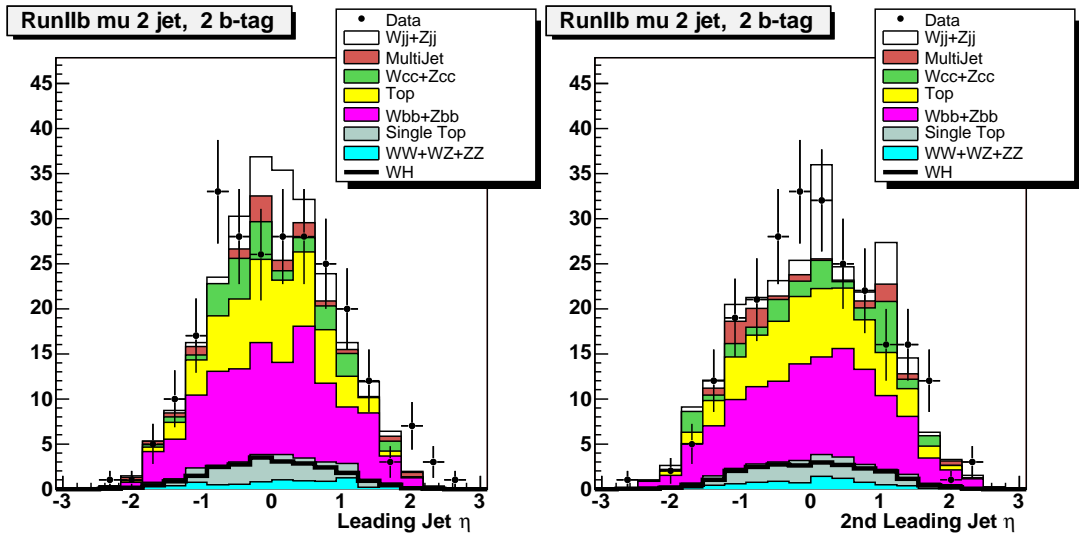 RunIIb mu 2 jet, 2 b-tag
Data
Wjj+Zjj
MultiJet
Wcc+Zcc
Top
Wbb+Zbb
Single Top
WW+WZ+ZZ
WH
45
40
35
30
25
20
15
10
5
0
-3 -2 -1 0 1 2 3
Leading Jet η
RunIIb mu 2 jet, 2 b-tag
Data
Wjj+Zjj
MultiJet
Wcc+Zcc
Top
Wbb+Zbb
Single Top
WW+WZ+ZZ
WH
45
40
35
30
25
20
15
10
5
0
-3 -2 -1 0 1 2 3
2nd Leading Jet η